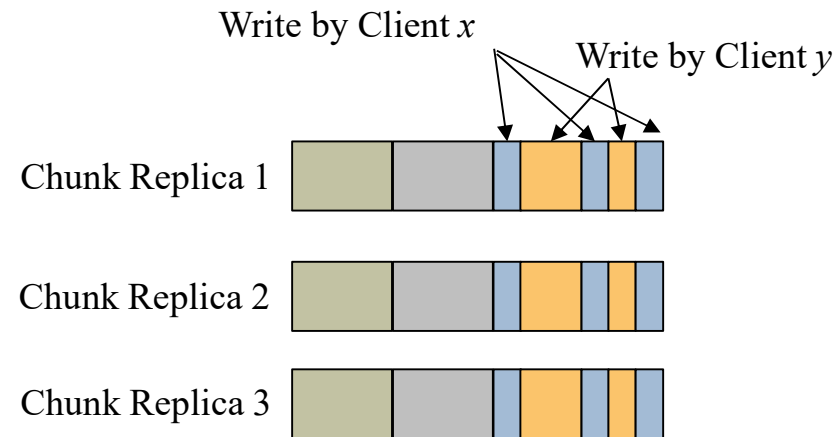 Write by Client x
Write by Client y
Chunk Replica 1
Chunk Replica 2
Chunk Replica 3